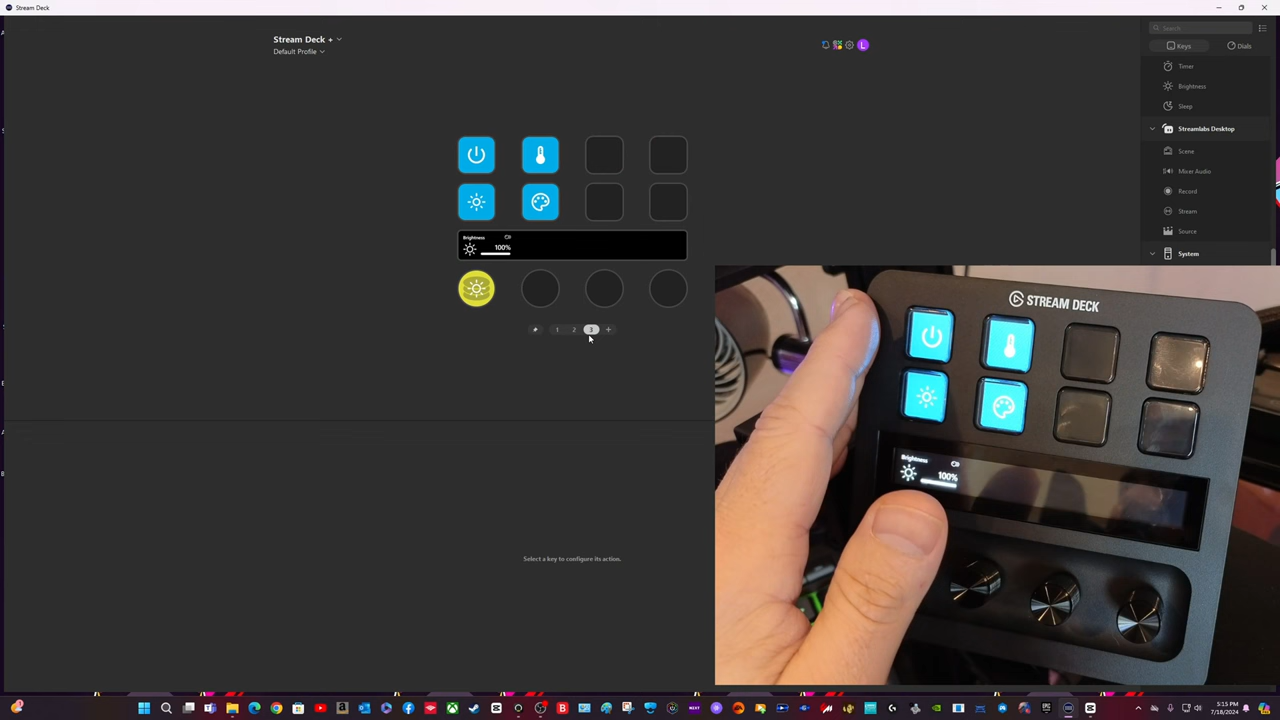 Stream Deck
Stream Deck +
Default Profile
L
Search
Keys
Dials
Timer
Brightness
Sleep
Streamlabs Desktop
Scene
Mixer Audio
Record
Stream
Source
System
Brightness
100%
1 2 3 +
Select a key to configure its action.
STREAM DECK
Brightness
100%
5:15 PM
7/18/2024